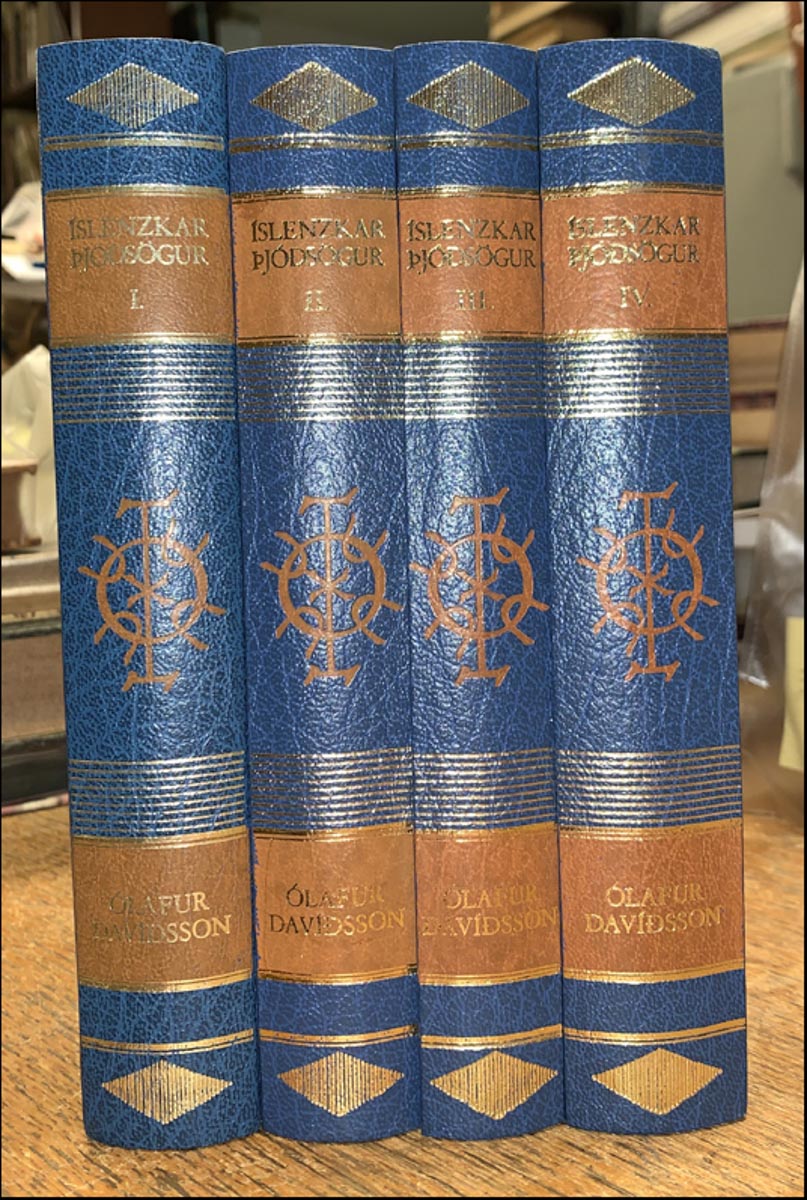 ÍSLENZKAR
ÞJÓÐSÖGUR
I.
ÓLAFUR
DAVÍÐSSON
ÍSLENZKAR
ÞJÓÐSÖGUR
II.
ÓLAFUR
DAVÍÐSSON
ÍSLENZKAR
ÞJÓÐSÖGUR
III.
ÓLAFUR
DAVÍÐSSON
ÍSLENZKAR
ÞJÓÐSÖGUR
IV.
ÓLAFUR
DAVÍÐSSON